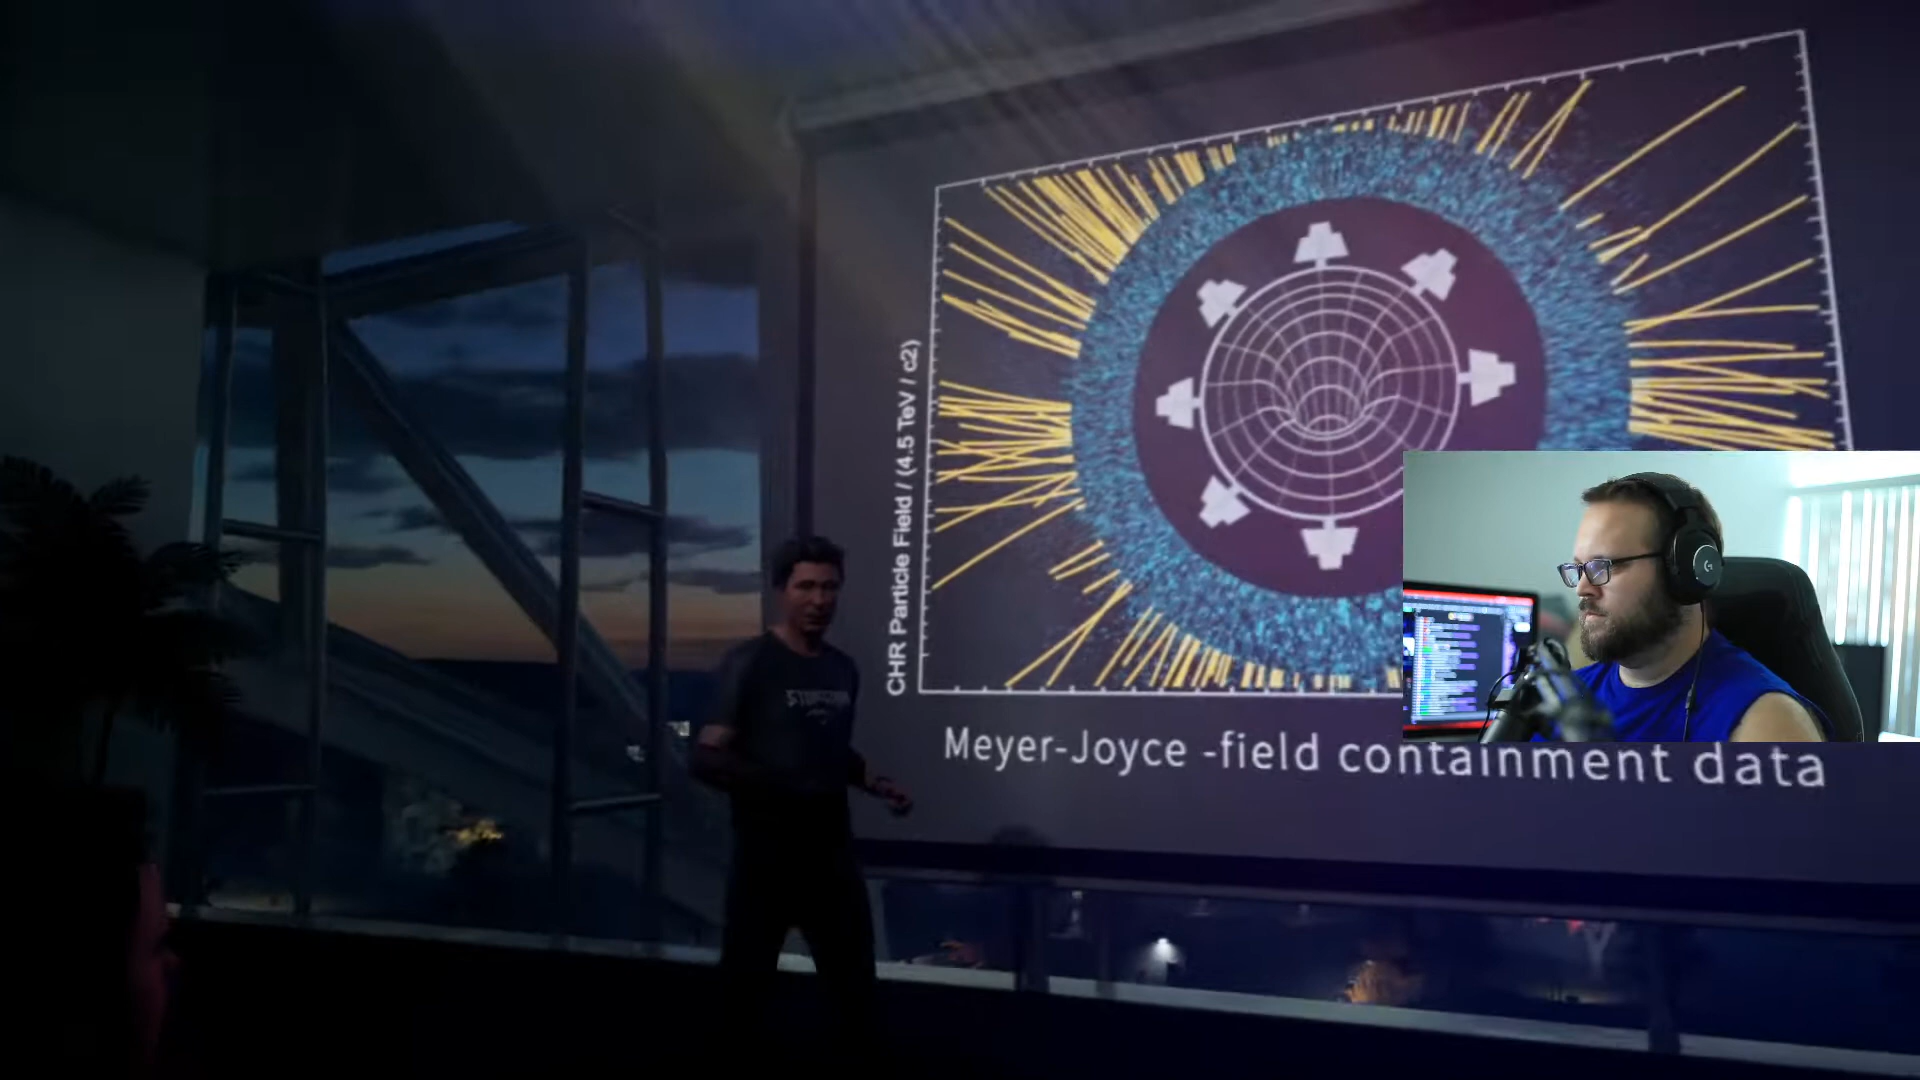 CHR Particle Field / (4.5 TeV / c2)
Meyer-Joyce -field containment data